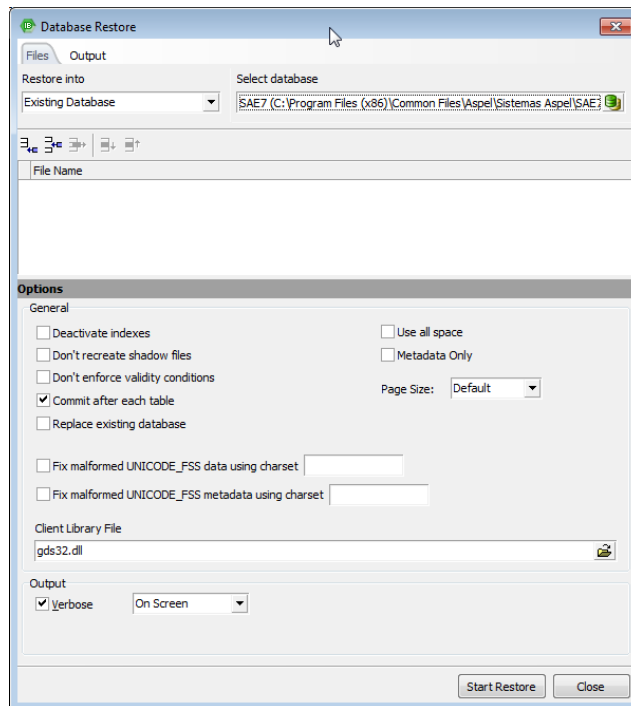 Database Restore
Files Output
Restore into Select database
Existing Database SAE7 (C:\Program Files (x86)\Common Files\Aspel\Sistemas Aspel\SAE7
File Name
Options
General
Deactivate indexes Use all space
Don't recreate shadow files Metadata Only
Don't enforce validity conditions
Page Size: Default
Commit after each table
Replace existing database
Fix malformed UNICODE_FSS data using charset
Fix malformed UNICODE_FSS metadata using charset
Client Library File
gds32.dll
Output
Verbose On Screen
Start Restore Close